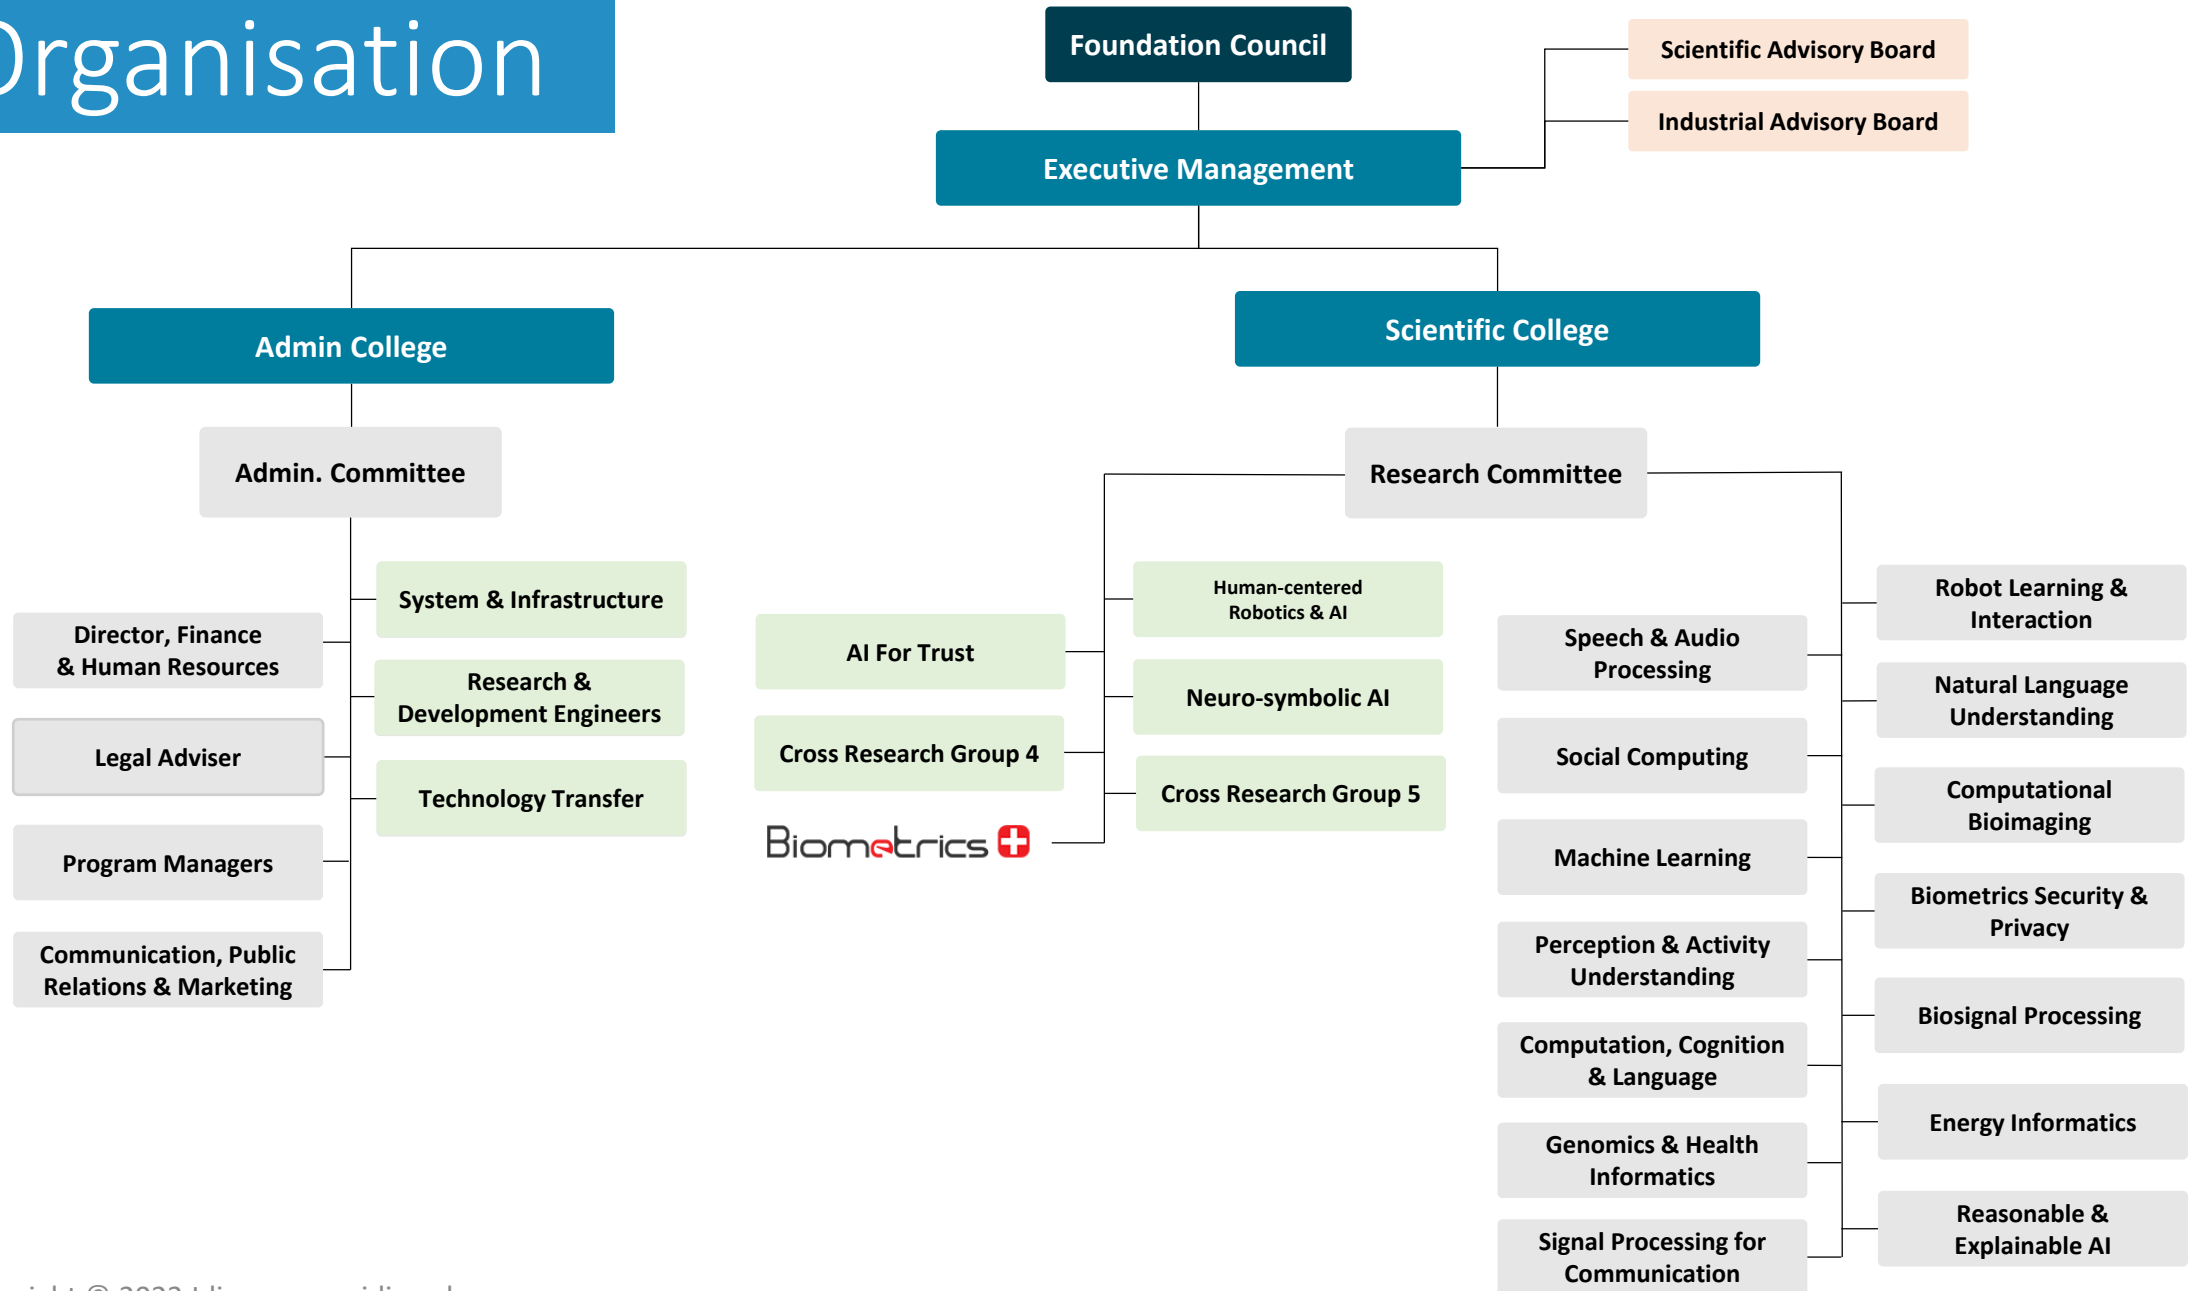 Organisation
Foundation Council
Scientific Advisory Board
Industrial Advisory Board
Executive Management
Admin College
Scientific College
Admin. Committee
Research Committee
System & Infrastructure
Director, Finance
& Human Resources
Research &
Development Engineers
Legal Adviser
Technology Transfer
Program Managers
Communication, Public
Relations & Marketing
Human-centered
Robotics & AI
AI For Trust
Neuro-symbolic AI
Cross Research Group 4
Cross Research Group 5
Biometrics
Robot Learning &
Interaction
Speech & Audio
Processing
Natural Language
Understanding
Social Computing
Computational
Bioimaging
Machine Learning
Biometrics Security &
Privacy
Perception & Activity
Understanding
Biosignal Processing
Computation, Cognition
& Language
Energy Informatics
Genomics & Health
Informatics
Reasonable &
Explainable AI
Signal Processing for
Communication